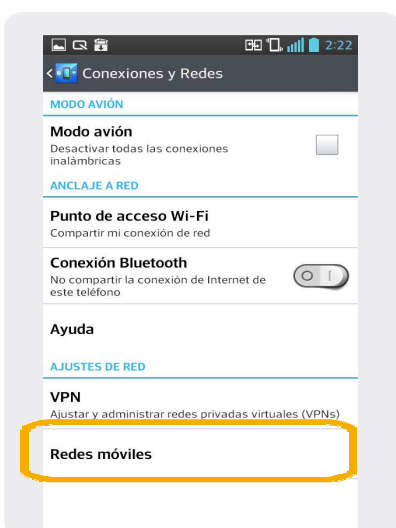 2:22
Conexiones y Redes
MODO AVIÓN
Modo avión
Desactivar todas las conexiones
inalámbricas
ANCLAJE A RED
Punto de acceso Wi-Fi
Compartir mi conexión de red
Conexión Bluetooth
No compartir la conexión de Internet de
este teléfono
Ayuda
AJUSTES DE RED
VPN
Ajustar y administrar redes privadas virtuales (VPNs)
Redes móviles